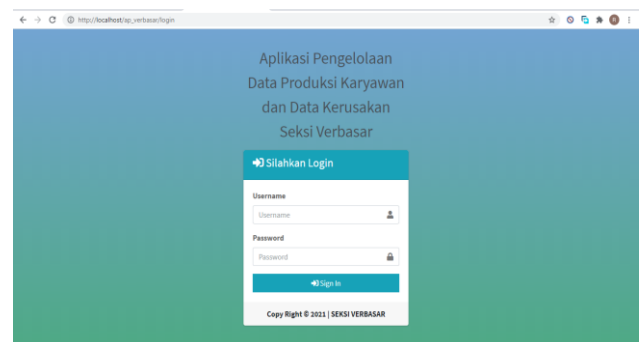 http://localhost/ap_verbasar/login
Aplikasi Pengelolaan
Data Produksi Karyawan
dan Data Kerusakan
Seksi Verbasar
Silahkan Login
Username
Username
Password
Password
Sign In
Copy Right © 2021 | SEKSI VERBASAR